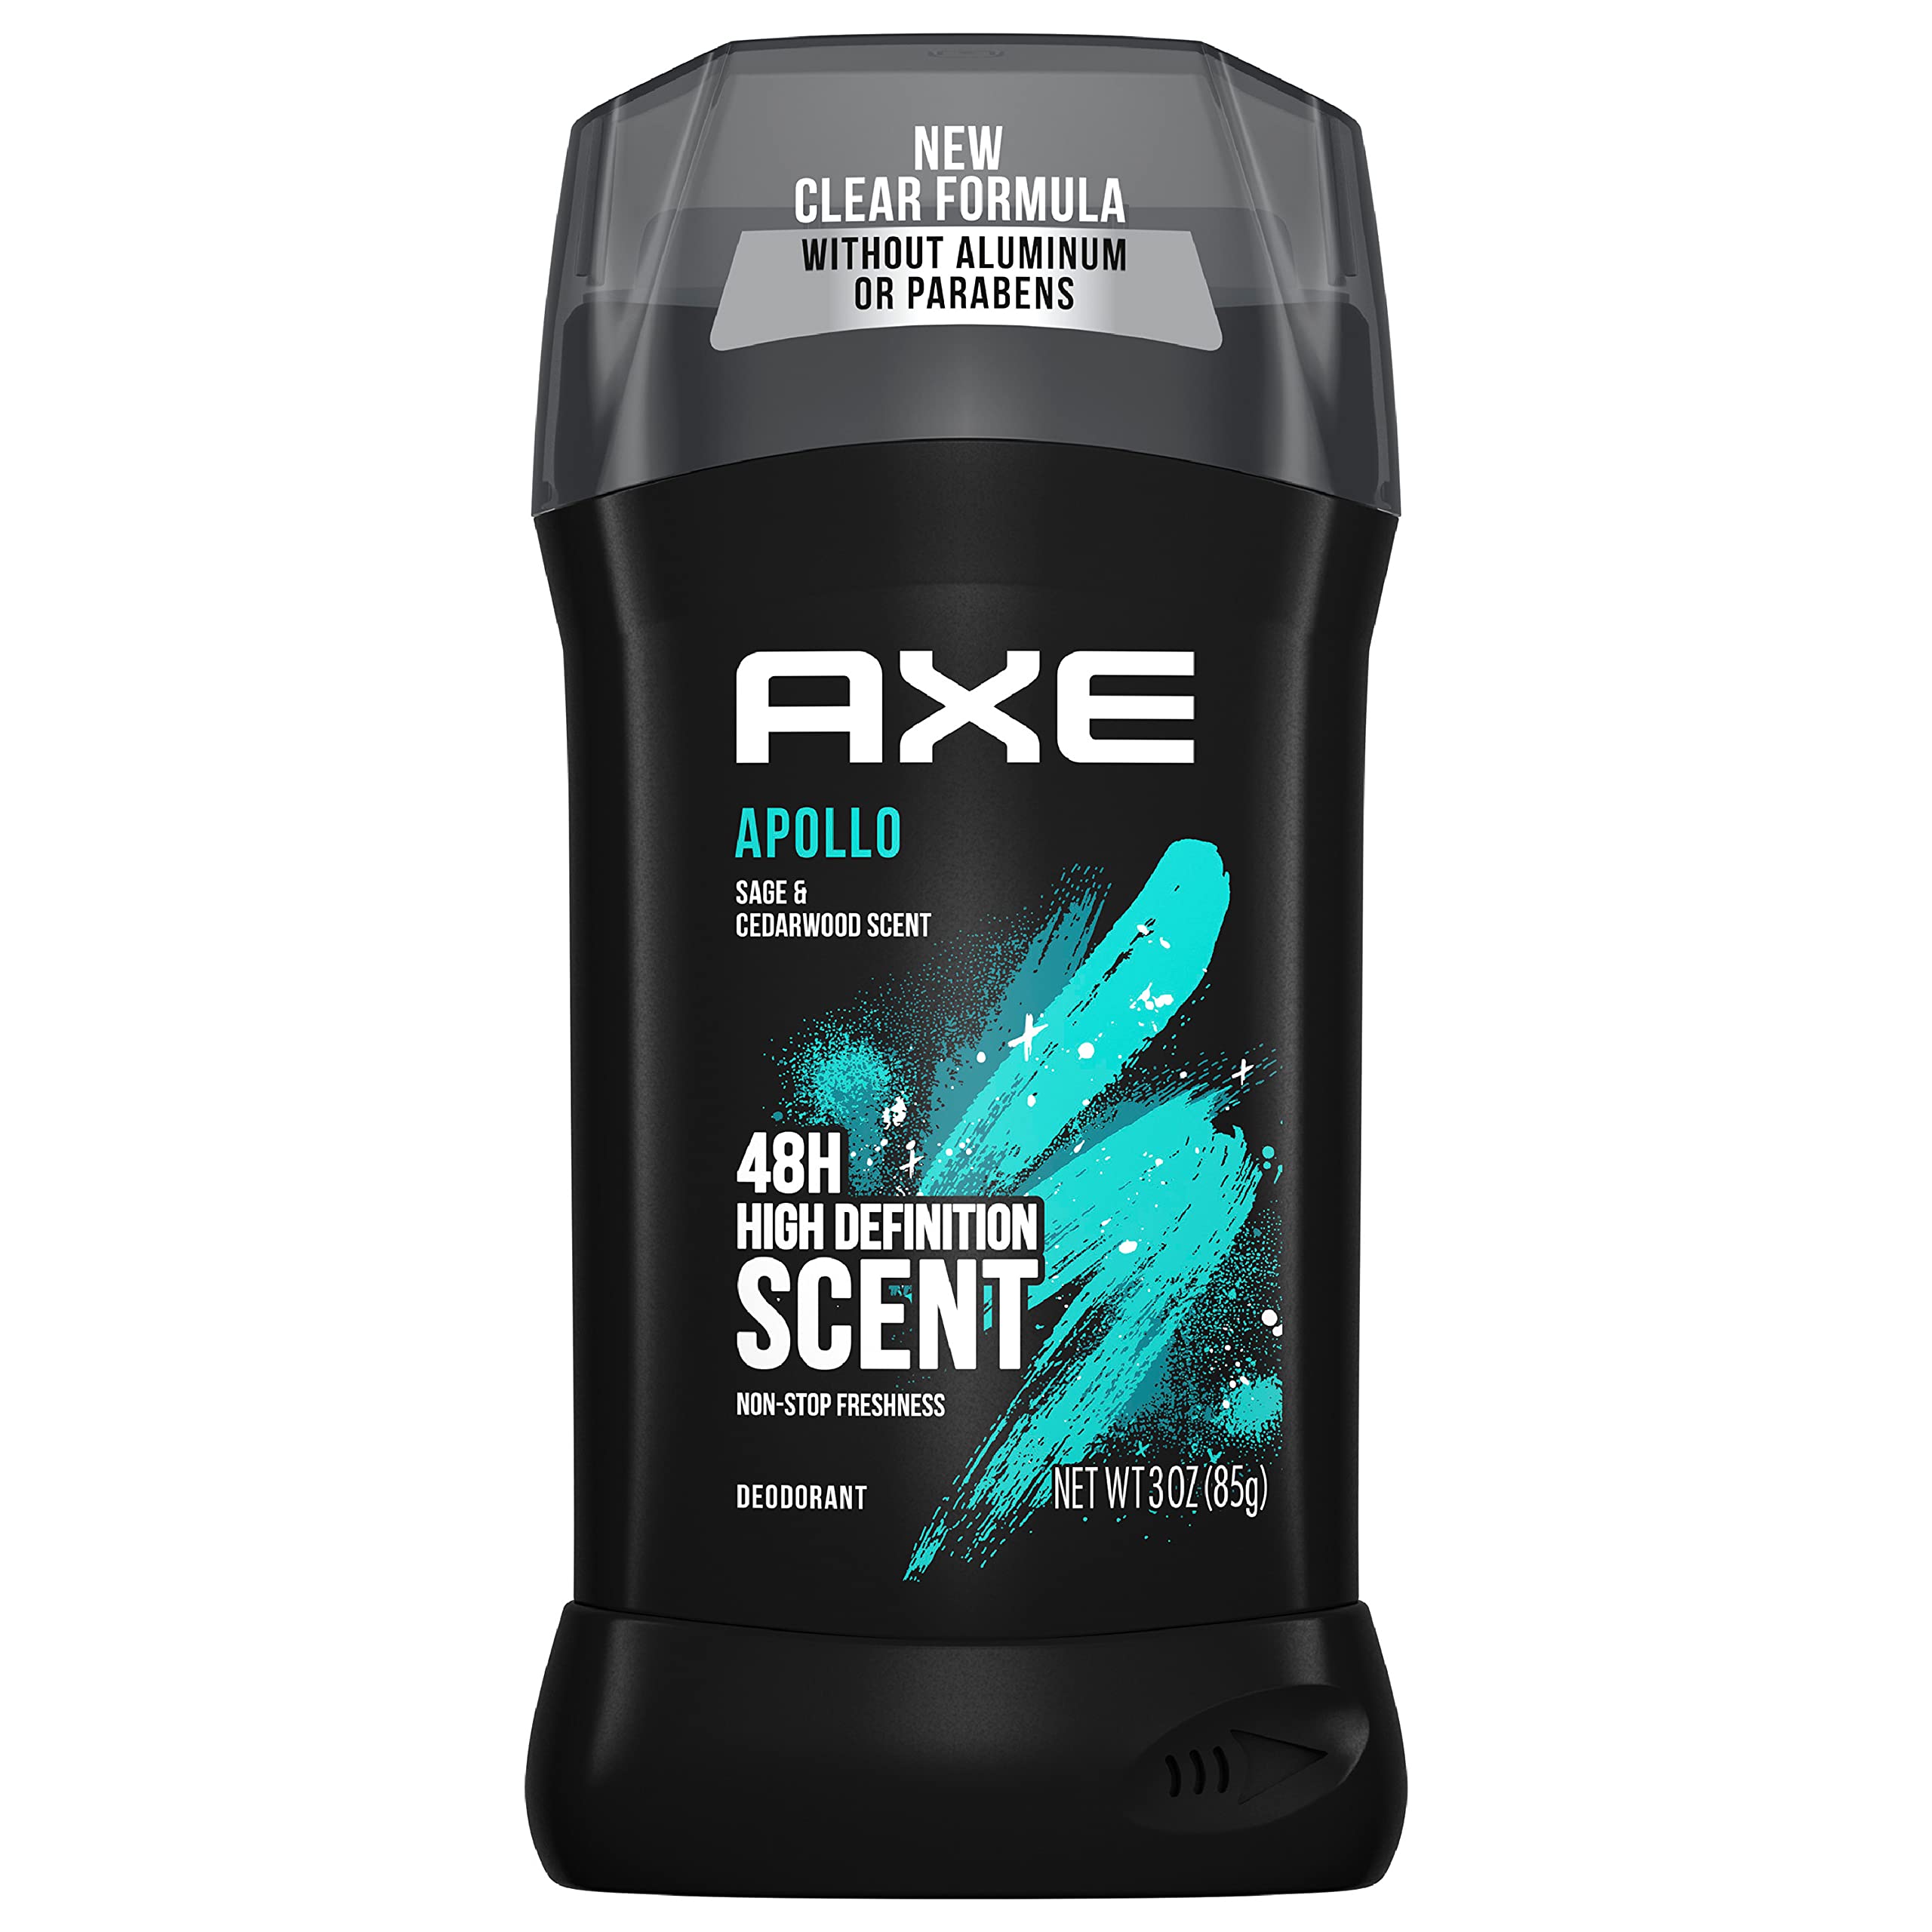 NEW
CLEAR FORMULA
WITHOUT ALUMINUM
OR PARABENS
AXE
APOLLO
SAGE &
CEDARWOOD SCENT
48H
HIGH DEFINITION
SCENT
NON-STOP FRESHNESS
DEODORANT
NET WT 3 OZ (85g)